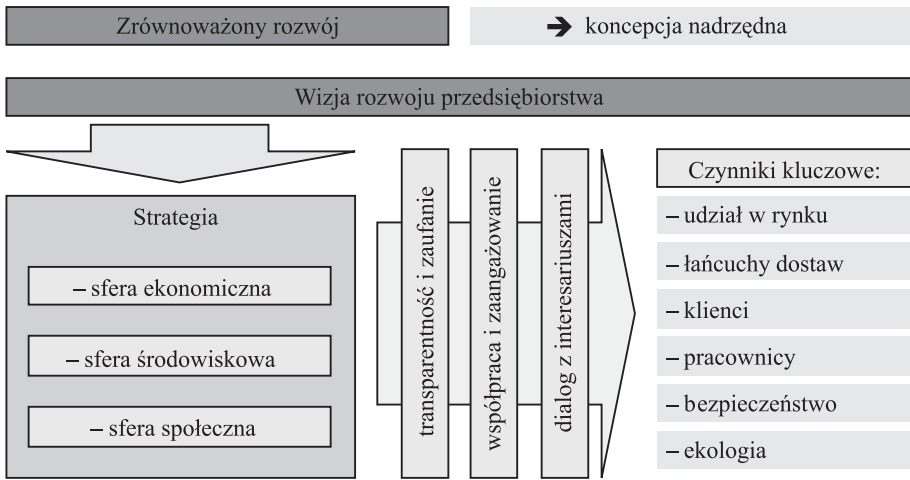 Zrównoważony rozwój
➔ koncepcja nadrzędna
Wizja rozwoju przedsiębiorstwa
Strategia
– sfera ekonomiczna
– sfera środowiskowa
– sfera społeczna
transparentność i zaufanie
współpraca i zaangażowanie
dialog z interesariuszami
Czynniki kluczowe:
– udział w rynku
– łańcuchy dostaw
– klienci
– pracownicy
– bezpieczeństwo
– ekologia